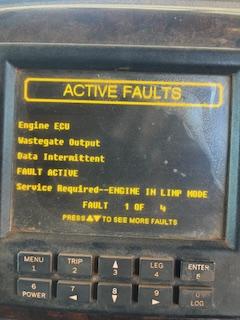 ACTIVE FAULTS
Engine ECU
Wastegate Output
Data Intermittent
FAULT ACTIVE
Service Required--ENGINE IN LIMP MODE
FAULT 1 OF 4
PRESS ▲▼ TO SEE MORE FAULTS
MENU TRIP ▲ LEG ENTER
1 2 3 4 5
6 ◄ ▼ ► 0
POWER 7 8 9 LOG